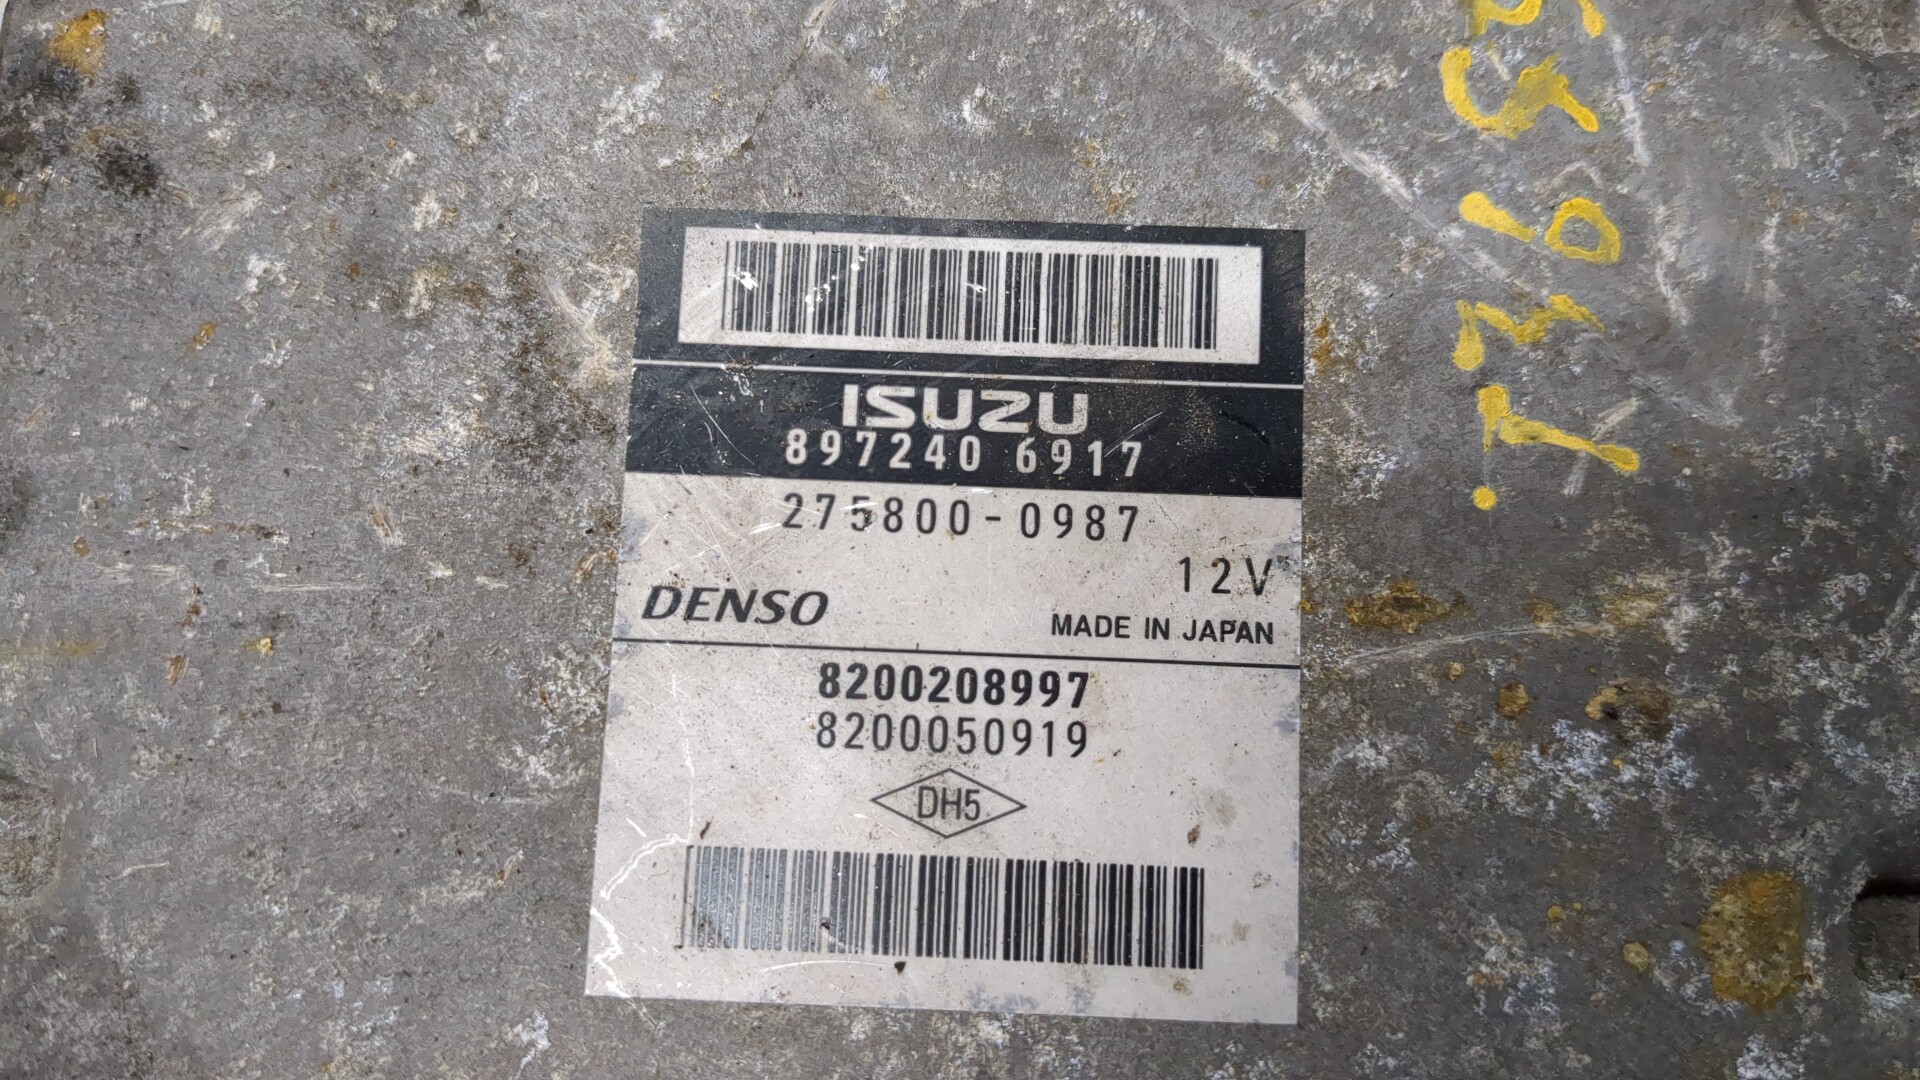 ISUZU
897240 6917
275800-0987
12V
DENSO
MADE IN JAPAN
8200208997
8200050919
DH5